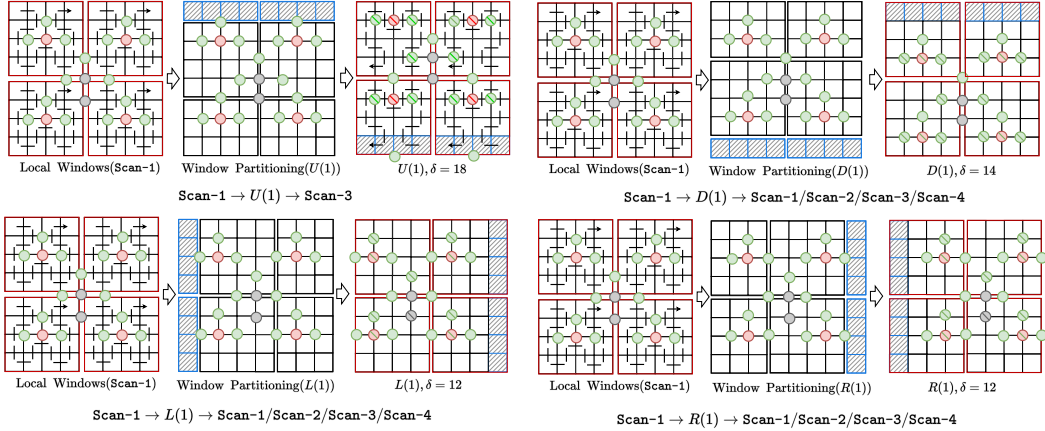 Local Windows(Scan-1)
Window Partitioning(U(1))
U(1), δ = 18
Scan-1 → U(1) → Scan-3
Local Windows(Scan-1)
Window Partitioning(D(1))
D(1), δ = 14
Scan-1 → D(1) → Scan-1/Scan-2/Scan-3/Scan-4
Local Windows(Scan-1)
Window Partitioning(L(1))
L(1), δ = 12
Scan-1 → L(1) → Scan-1/Scan-2/Scan-3/Scan-4
Local Windows(Scan-1)
Window Partitioning(R(1))
R(1), δ = 12
Scan-1 → R(1) → Scan-1/Scan-2/Scan-3/Scan-4